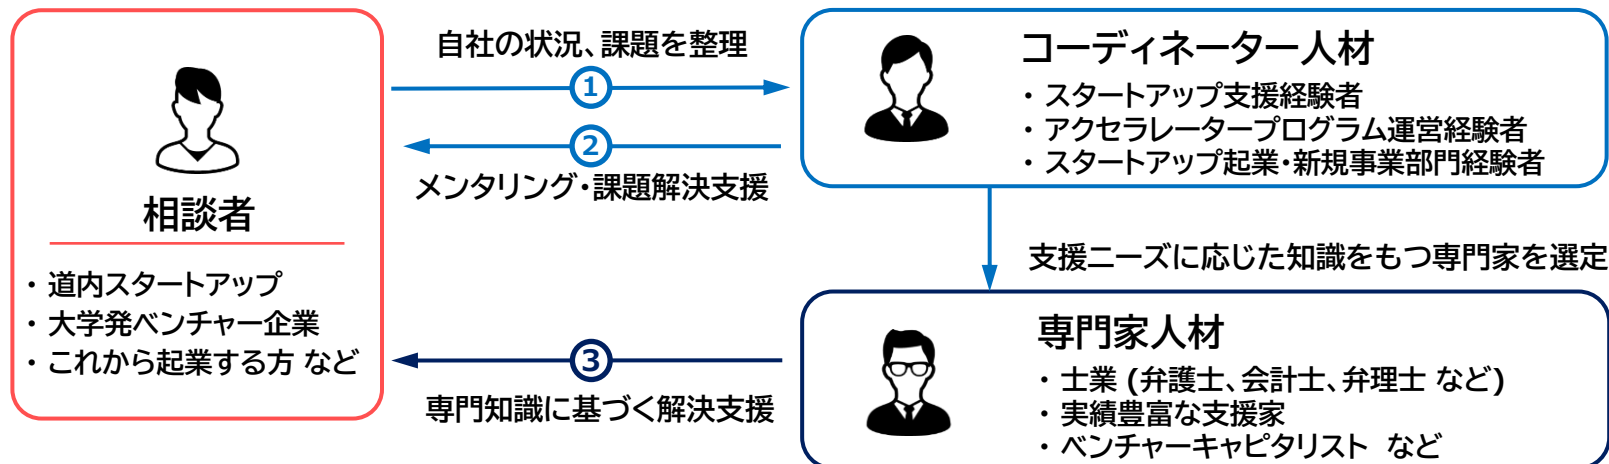 自社の状況、課題を整理
①
②
メンタリング・課題解決支援
相談者
・ 道内スタートアップ
・ 大学発ベンチャー企業
・ これから起業する方 など
コーディネーター人材
・ スタートアップ支援経験者
・ アクセラレータープログラム運営経験者
・ スタートアップ起業・新規事業部門経験者
支援ニーズに応じた知識をもつ専門家を選定
③
専門知識に基づく解決支援
専門家人材
・ 士業 (弁護士、会計士、弁理士 など)
・ 実績豊富な支援家
・ ベンチャーキャピタリスト など